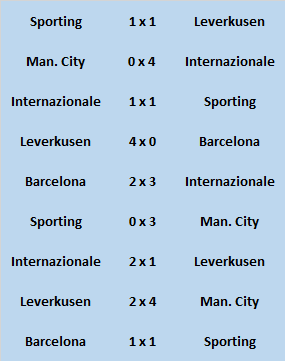 Sporting 1 x 1 Leverkusen
Man. City 0 x 4 Internazionale
Internazionale 1 x 1 Sporting
Leverkusen 4 x 0 Barcelona
Barcelona 2 x 3 Internazionale
Sporting 0 x 3 Man. City
Internazionale 2 x 1 Leverkusen
Leverkusen 2 x 4 Man. City
Barcelona 1 x 1 Sporting